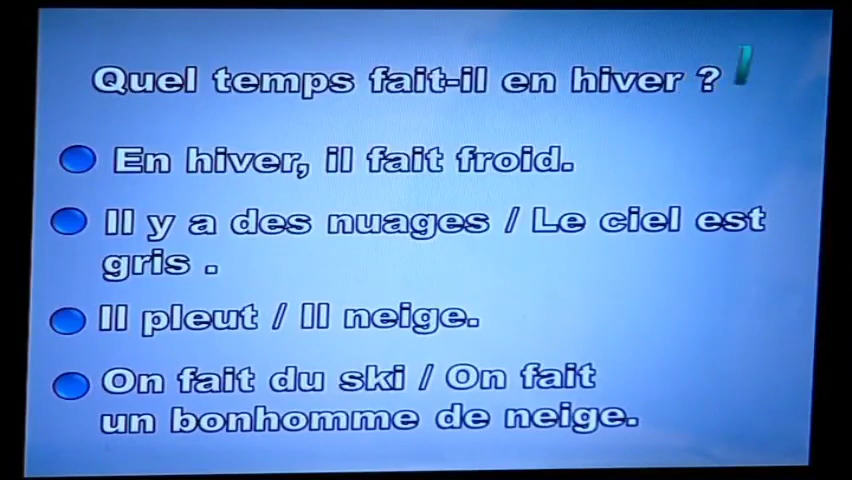 Quel temps fait-il en hiver ?
En hiver, il fait froid.
Il y a des nuages / Le ciel est
gris .
Il pleut / Il neige.
On fait du ski / On fait
un bonhomme de neige.